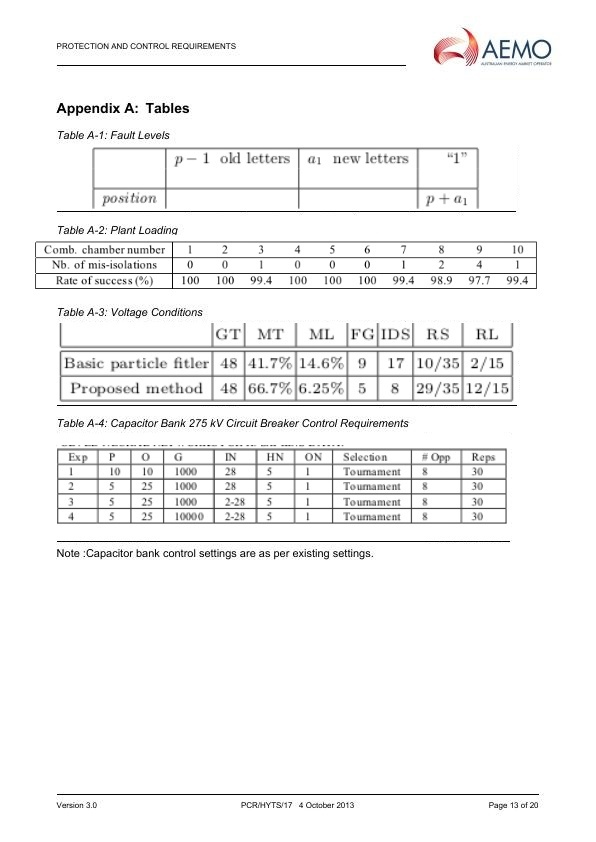 PROTECTION AND CONTROL REQUIREMENTS
AEMO
AUSTRALIAN ENERGY MARKET OPERATOR
Appendix A: Tables
Table A-1: Fault Levels
p − 1 old letters a1 new letters “1”
position p + a1
Table A-2: Plant Loading
Comb. chamber number 1 2 3 4 5 6 7 8 9 10
Nb. of mis-isolations 0 0 1 0 0 0 1 2 4 1
Rate of success (%) 100 100 99.4 100 100 100 99.4 98.9 97.7 99.4
Table A-3: Voltage Conditions
GT MT ML FG IDS RS RL
Basic particle fitler 48 41.7% 14.6% 9 17 10/35 2/15
Proposed method 48 66.7% 6.25% 5 8 29/35 12/15
Table A-4: Capacitor Bank 275 kV Circuit Breaker Control Requirements
Exp P O G IN HN ON Selection # Opp Reps
1 10 10 1000 28 5 1 Tournament 8 30
2 5 25 1000 28 5 1 Tournament 8 30
3 5 25 1000 2-28 5 1 Tournament 8 30
4 5 25 10000 2-28 5 1 Tournament 8 30
Note :Capacitor bank control settings are as per existing settings.
Version 3.0 PCR/HYTS/17 4 October 2013 Page 13 of 20